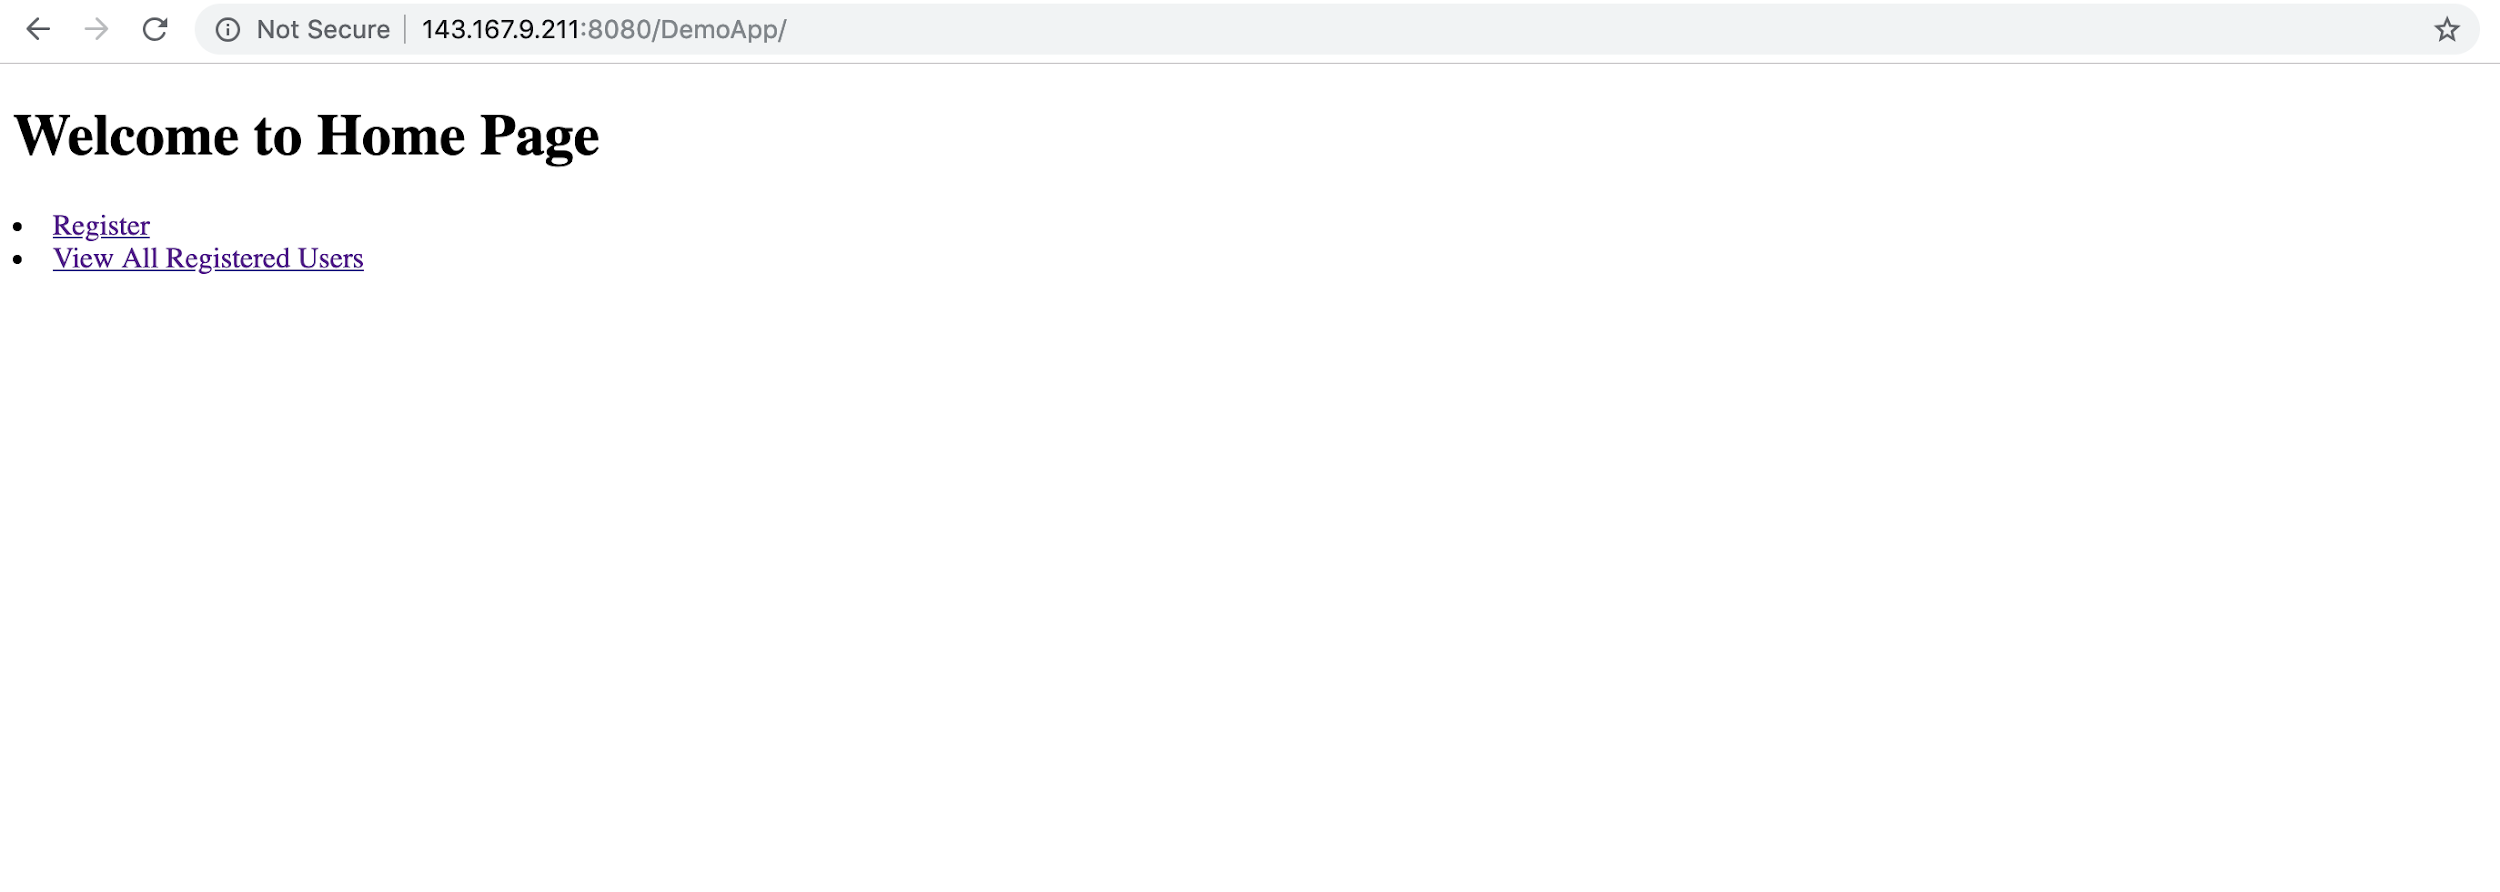 Not Secure | 143.167.9.211:8080/DemoApp/
Welcome to Home Page
• Register
• View All Registered Users